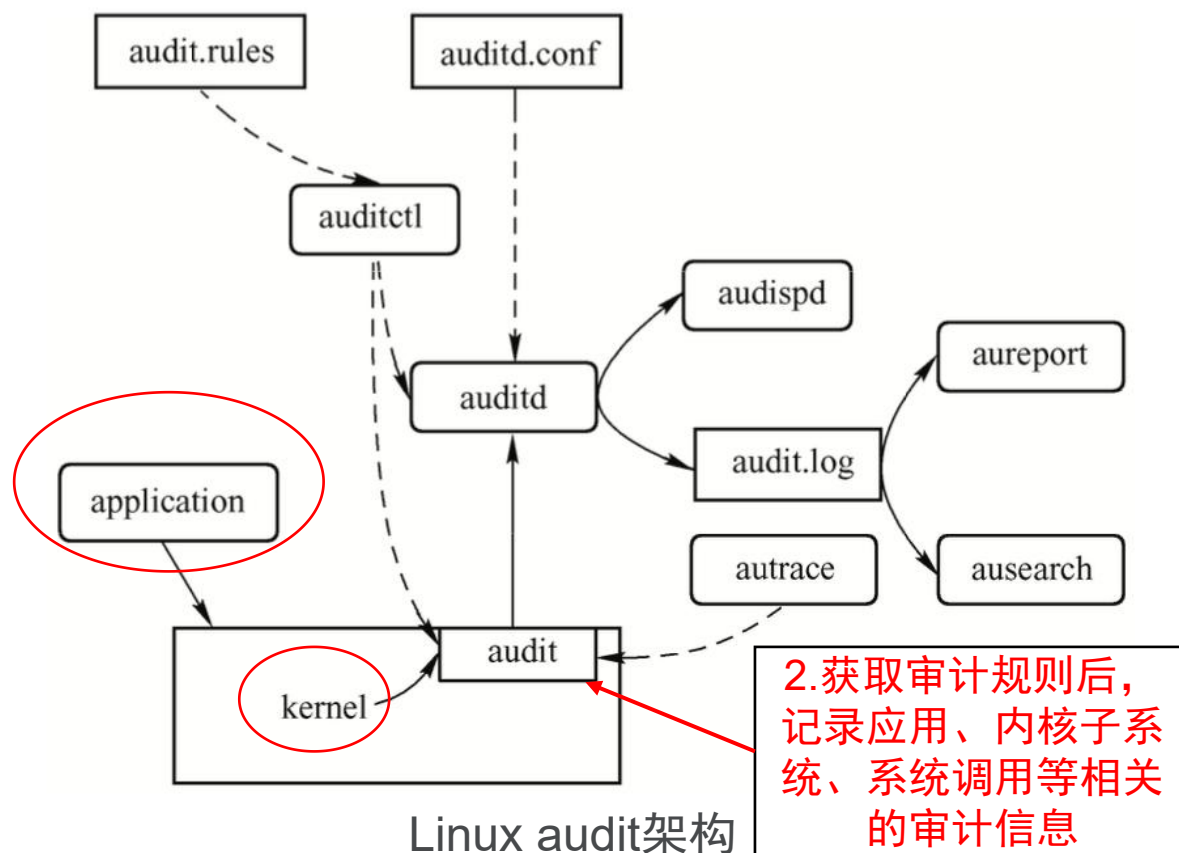 audit.rules
auditd.conf
auditctl
audispd
aureport
auditd
audit.log
application
autrace
ausearch
audit
kernel
2.获取审计规则后，
记录应用、内核子系
统、系统调用等相关
的审计信息
Linux audit架构